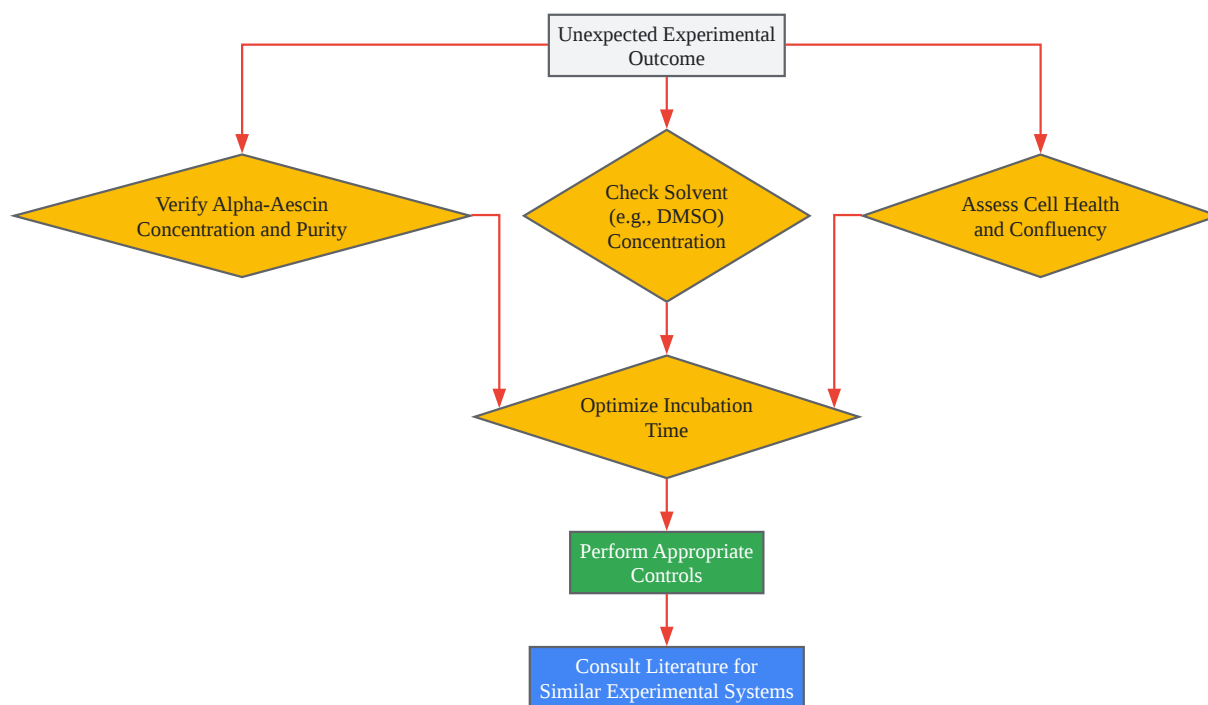 Unexpected Experimental
Outcome
Verify Alpha-Aescin
Concentration and Purity
Check Solvent
(e.g., DMSO)
Concentration
Assess Cell Health
and Confluency
Optimize Incubation
Time
Perform Appropriate
Controls
Consult Literature for
Similar Experimental Systems